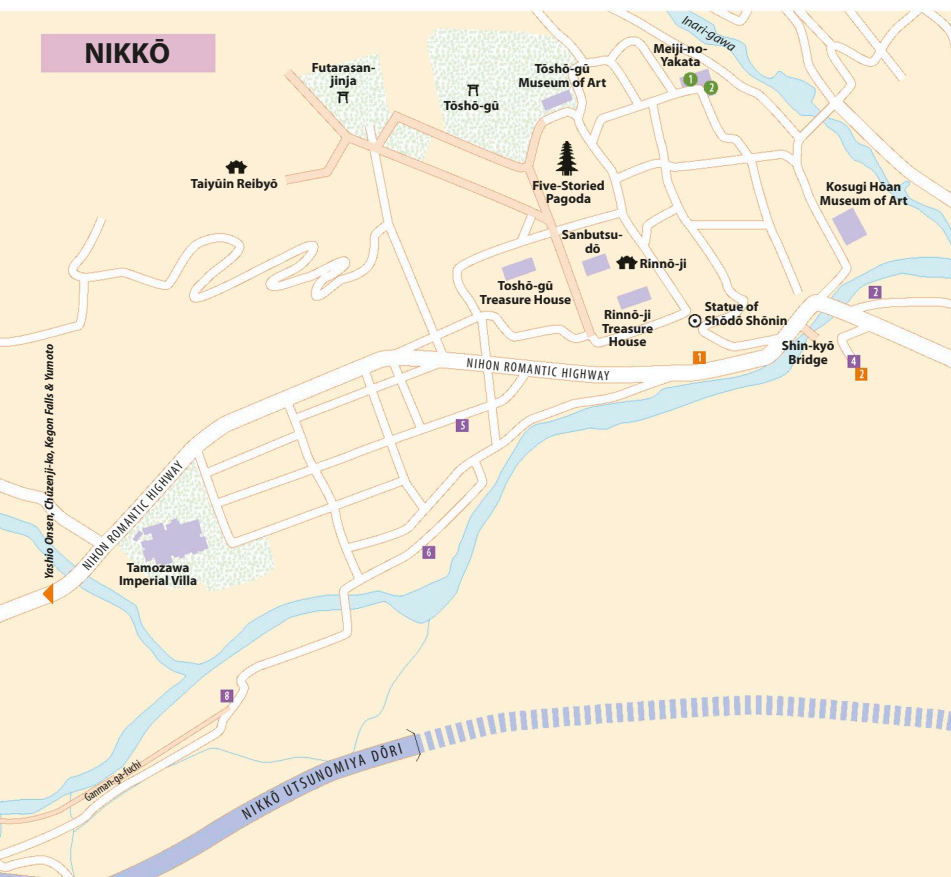 NIKKŌ
Inari-gawa
Meiji-no-
Yakata
1
2
Futarasan-
jinja
Tōshō-gū
Tōshō-gū
Museum of Art
Taiyūin Reibyō
Five-Storied
Pagoda
Kosugi Hōan
Museum of Art
Sanbutsu-
dō
Rinnō-ji
Toshō-gū
Treasure House
Rinnō-ji
Treasure
House
Statue of
Shōdō Shōnin
2
Shin-kyō
Bridge
1
4
2
NIHON ROMANTIC HIGHWAY
5
Yashio Onsen, Chūzenji-ko, Kegon Falls & Yumoto
NIHON ROMANTIC HIGHWAY
6
Tamozawa
Imperial Villa
8
Ganman-ga-fuchi
NIKKŌ UTSUNOMIYA DŌRI